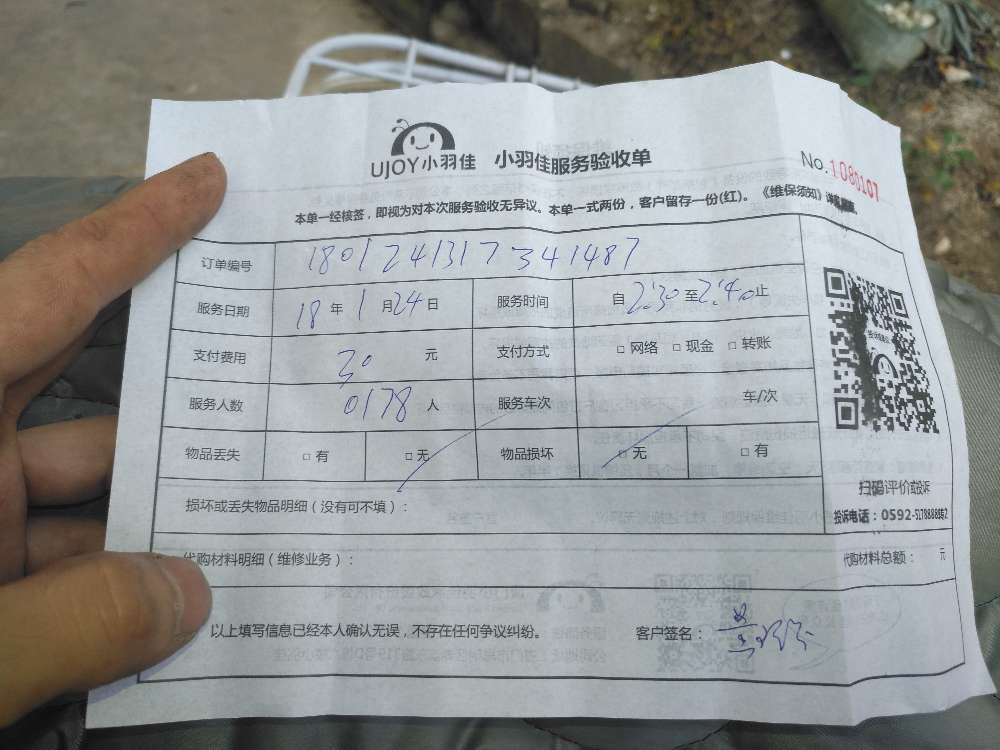 UJOY小羽佳 小羽佳服务验收单
No.1080107
本单一经核签，即视为对本次服务验收无异议。本单一式两份，客户留存一份(红)。《维保须知》
订单编号 180124131734 1487
服务日期 18 年 1 月 24 日 服务时间 自 2:30 至 2:40 止
支付费用 30 元 支付方式 □ 网络 □ 现金 □ 转账
服务人数 0178 人 服务车次 车/次
物品丢失 □ 有 □ 无 物品损坏 □ 无 □ 有
扫码评价或投诉
损坏或丢失物品明细（没有可不填）：
投诉电话：0592-
代购材料明细（维修业务）： 代购材料总额： 元
以上填写信息已经本人确认无误，不存在任何争议纠纷。 客户签名：